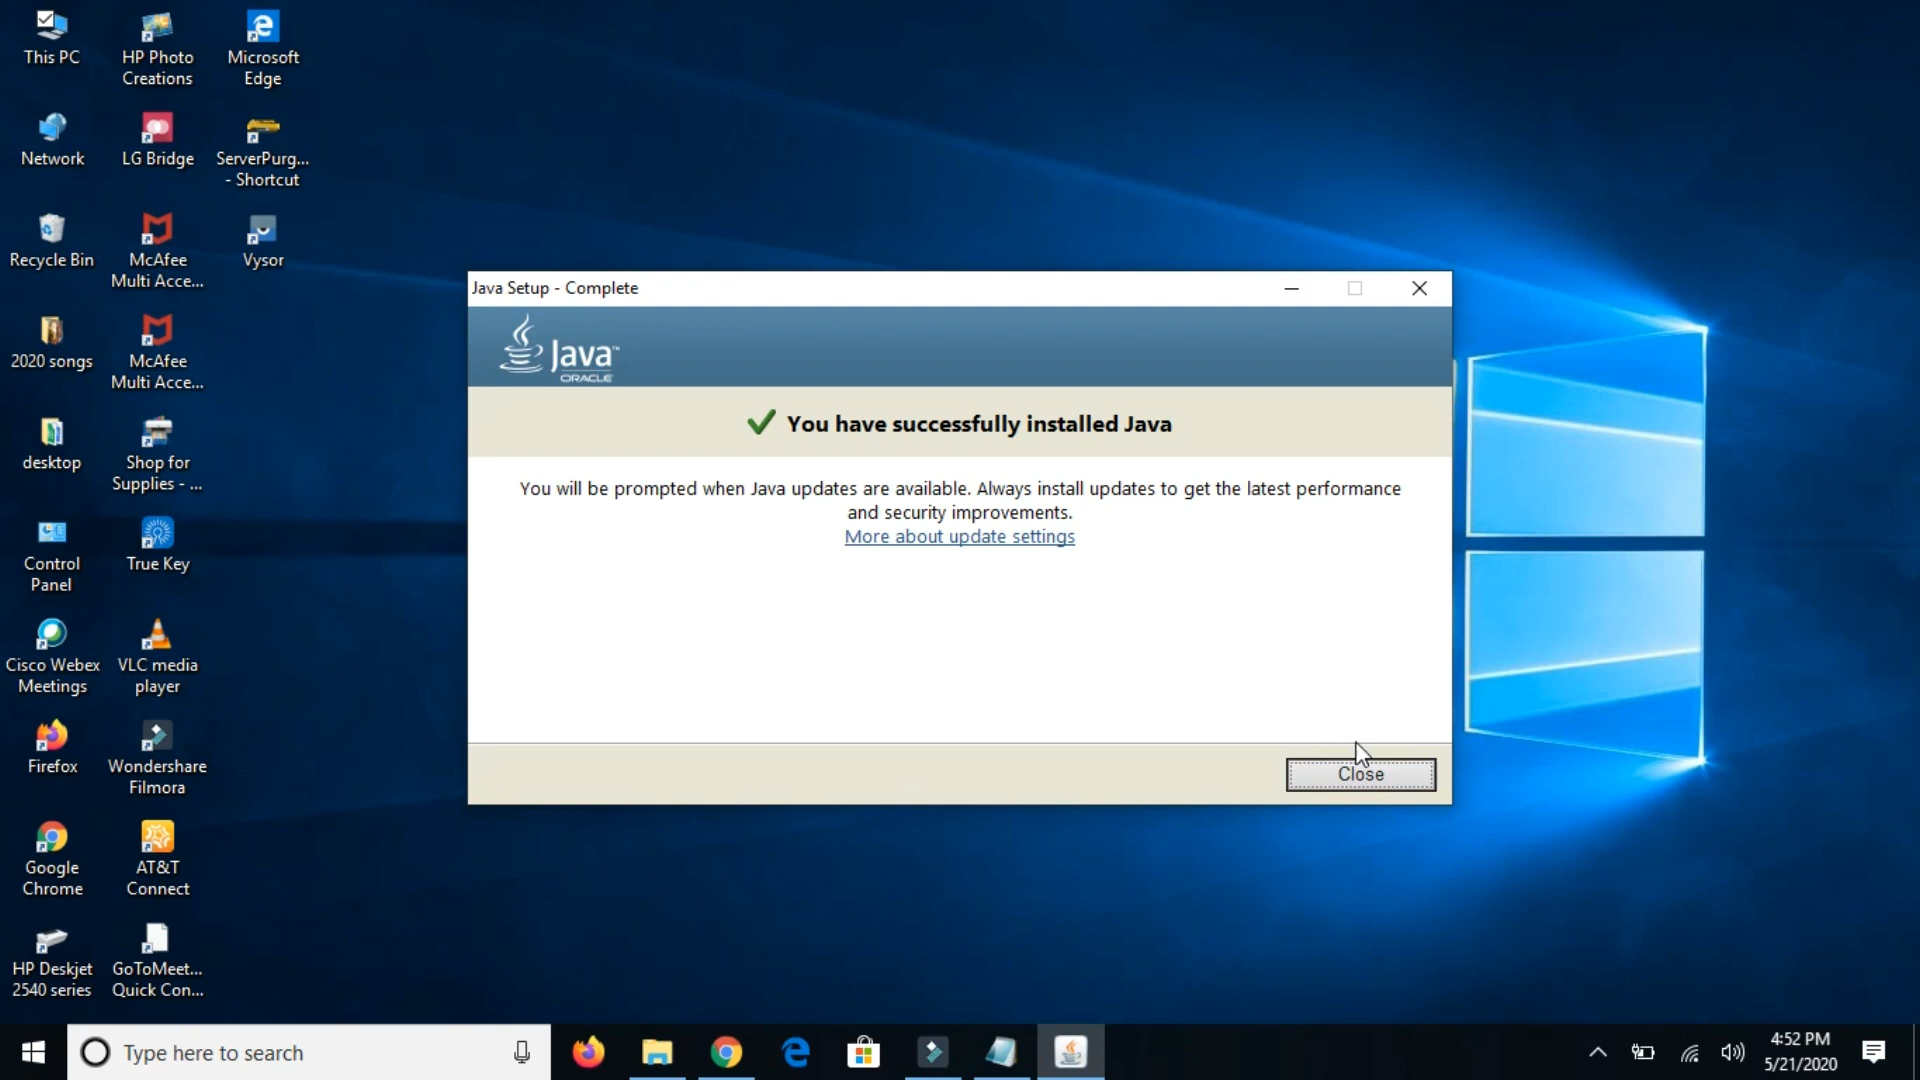 This PC
HP Photo
Creations
Microsoft
Edge
Network
LG Bridge
ServerPurg...
- Shortcut
Recycle Bin
McAfee
Multi Acce...
Vysor
2020 songs
McAfee
Multi Acce...
desktop
Shop for
Supplies - ...
Control
Panel
True Key
Cisco Webex
Meetings
VLC media
player
Firefox
Wondershare
Filmora
Google
Chrome
AT&T
Connect
HP Deskjet
2540 series
GoToMeet...
Quick Con...
Java Setup - Complete
Java™
ORACLE
You have successfully installed Java
You will be prompted when Java updates are available. Always install updates to get the latest performance
and security improvements.
More about update settings
Close
Type here to search
4:52 PM
5/21/2020